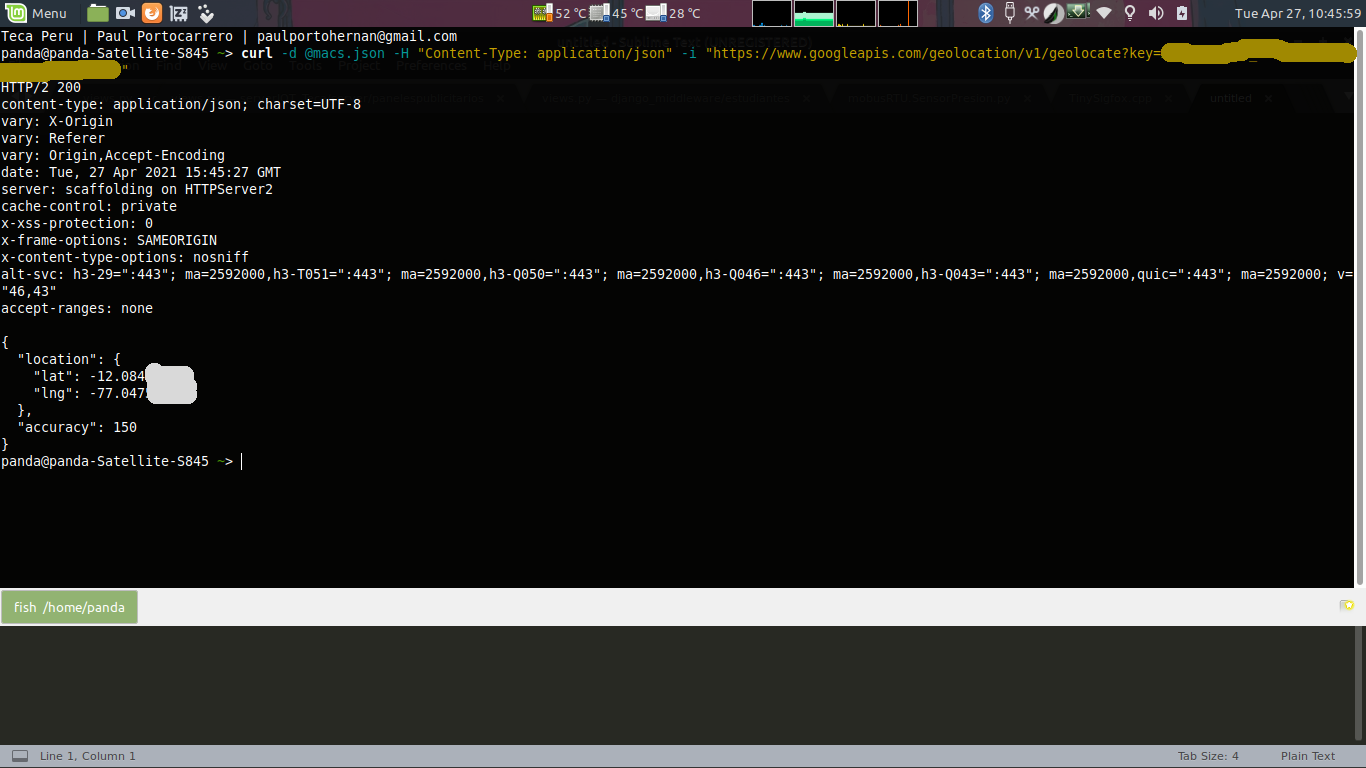 Menu 52 °C 45 °C 28 °C Tue Apr 27, 10:45:59
Teca Peru | Paul Portocarrero | paulportohernan@gmail.com
panda@panda-Satellite-S845 ~> curl -d @macs.json -H "Content-Type: application/json" -i "https://www.googleapis.com/geolocation/v1/geolocate?key=
"
HTTP/2 200
content-type: application/json; charset=UTF-8
vary: X-Origin
vary: Referer
vary: Origin,Accept-Encoding
date: Tue, 27 Apr 2021 15:45:27 GMT
server: scaffolding on HTTPServer2
cache-control: private
x-xss-protection: 0
x-frame-options: SAMEORIGIN
x-content-type-options: nosniff
alt-svc: h3-29=":443"; ma=2592000,h3-T051=":443"; ma=2592000,h3-Q050=":443"; ma=2592000,h3-Q046=":443"; ma=2592000,h3-Q043=":443"; ma=2592000,quic=":443"; ma=2592000; v=
"46,43"
accept-ranges: none
{
"location": {
"lat": -12.084
"lng": -77.047
},
"accuracy": 150
}
panda@panda-Satellite-S845 ~>
untitled
fish /home/panda
Line 1, Column 1 Tab Size: 4 Plain Text